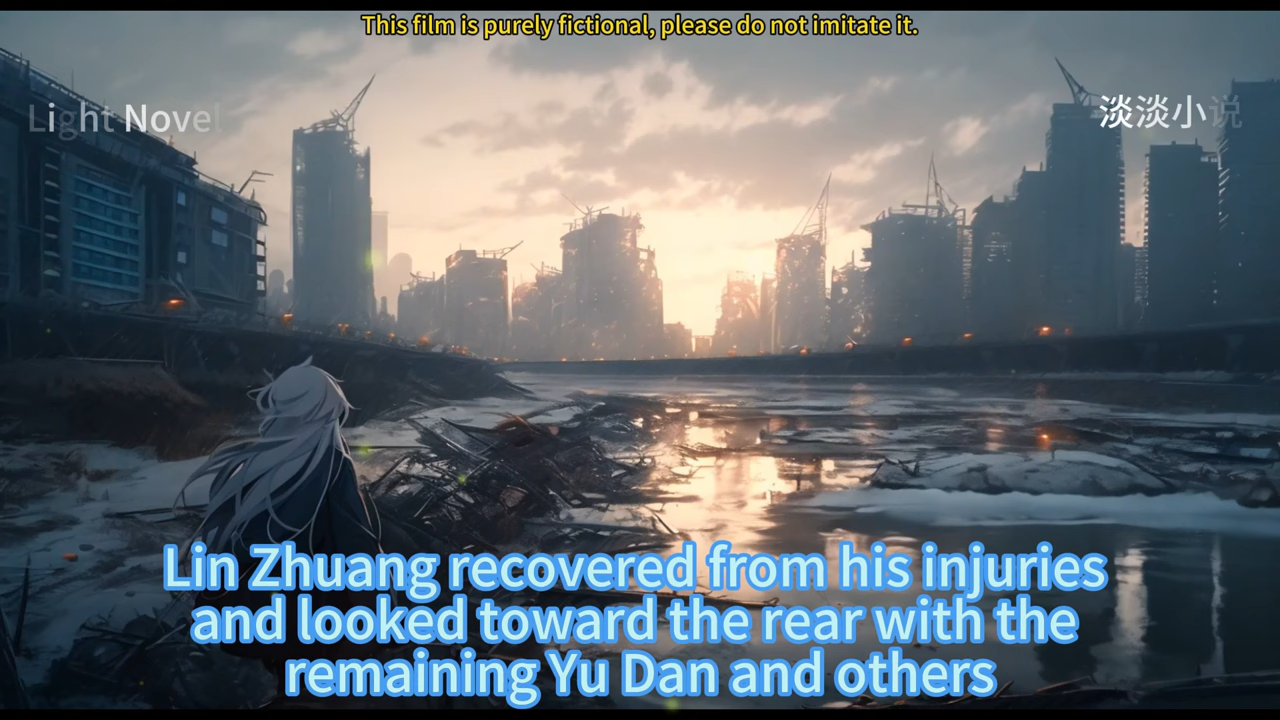 This film is purely fictional, please do not imitate it.
Light Novel
淡淡小说
Lin Zhuang recovered from his injuries
and looked toward the rear with the
remaining Yu Dan and others